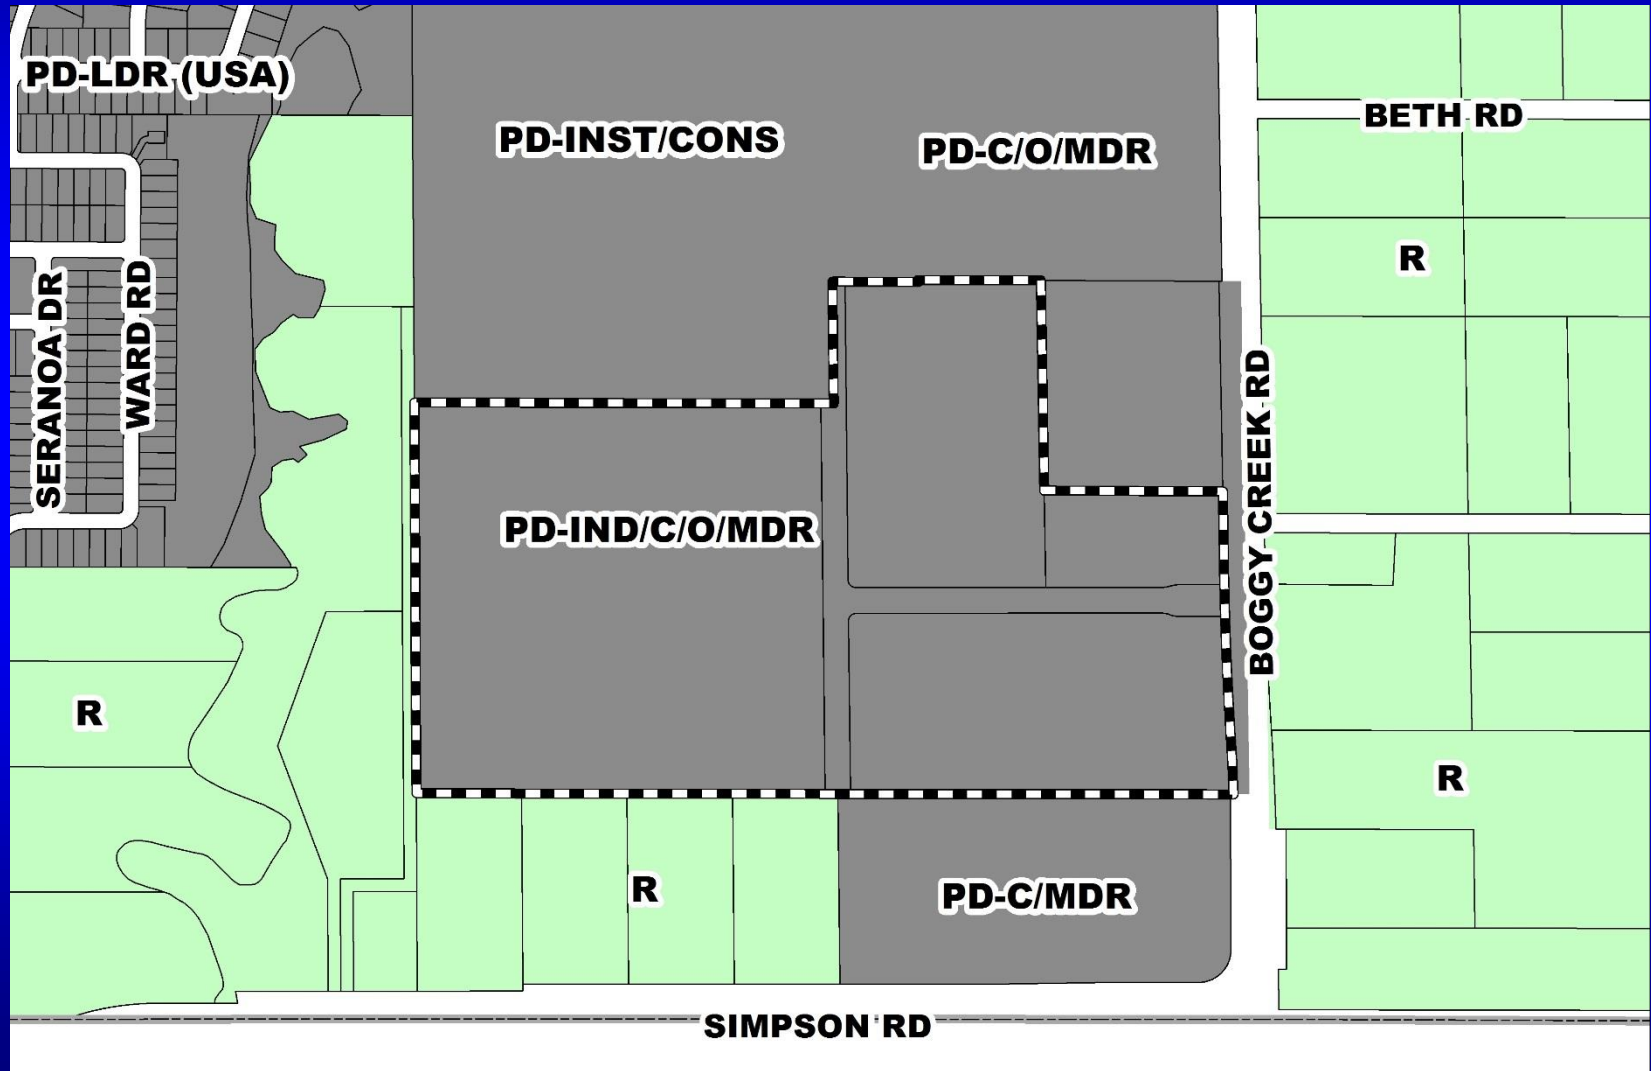 PD-LDR (USA)
PD-INST/CONS
PD-C/O/MDR
BETH RD
R
SERANOA DR
WARD RD
BOGGY CREEK RD
PD-IND/C/O/MDR
R
R
R
PD-C/MDR
SIMPSON RD